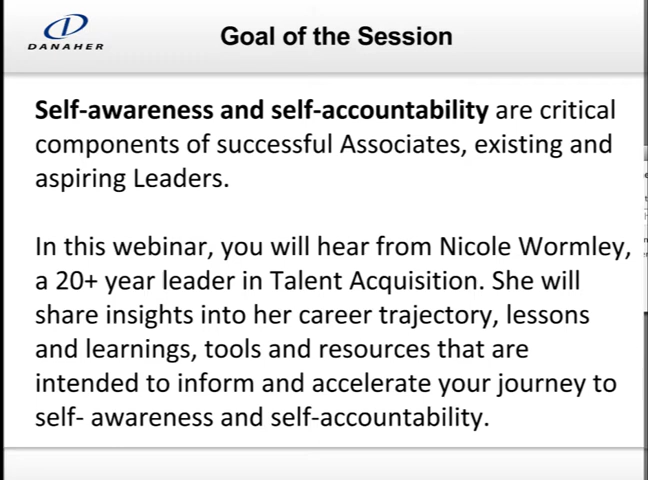 DANAHER
Goal of the Session
Self-awareness and self-accountability are critical
components of successful Associates, existing and
aspiring Leaders.
In this webinar, you will hear from Nicole Wormley,
a 20+ year leader in Talent Acquisition. She will
share insights into her career trajectory, lessons
and learnings, tools and resources that are
intended to inform and accelerate your journey to
self- awareness and self-accountability.